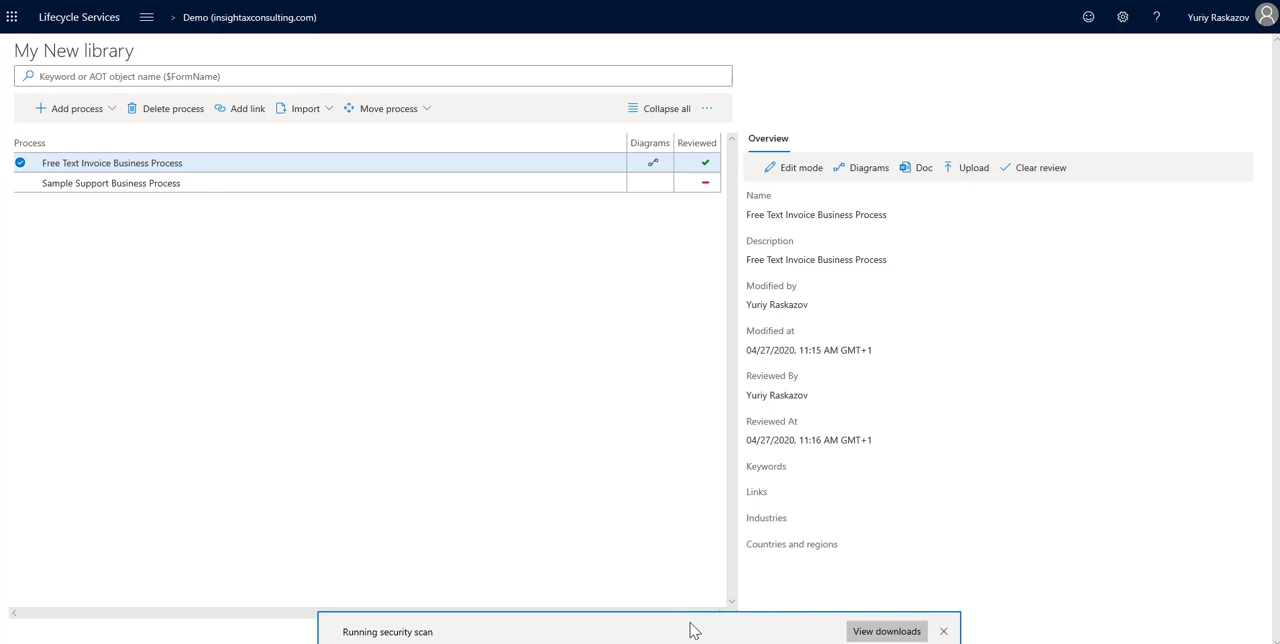 Lifecycle Services > Demo (insightaxconsulting.com) ? Yuriy Raskazov
My New library
Keyword or AOT object name ($FormName)
Add process Delete process Add link Import Move process Collapse all ...
Process Diagrams Reviewed
Free Text Invoice Business Process
Sample Support Business Process
Overview
Edit mode Diagrams Doc Upload Clear review
Name
Free Text Invoice Business Process
Description
Free Text Invoice Business Process
Modified by
Yuriy Raskazov
Modified at
04/27/2020, 11:15 AM GMT+1
Reviewed By
Yuriy Raskazov
Reviewed At
04/27/2020, 11:16 AM GMT+1
Keywords
Links
Industries
Countries and regions
Running security scan View downloads